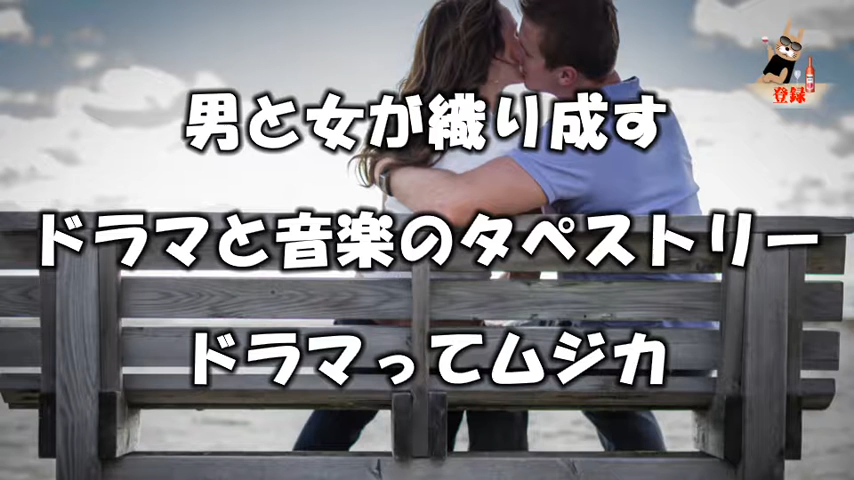 登録
男と女が織り成す
ドラマと音楽のタペストリー
ドラマってムジカ